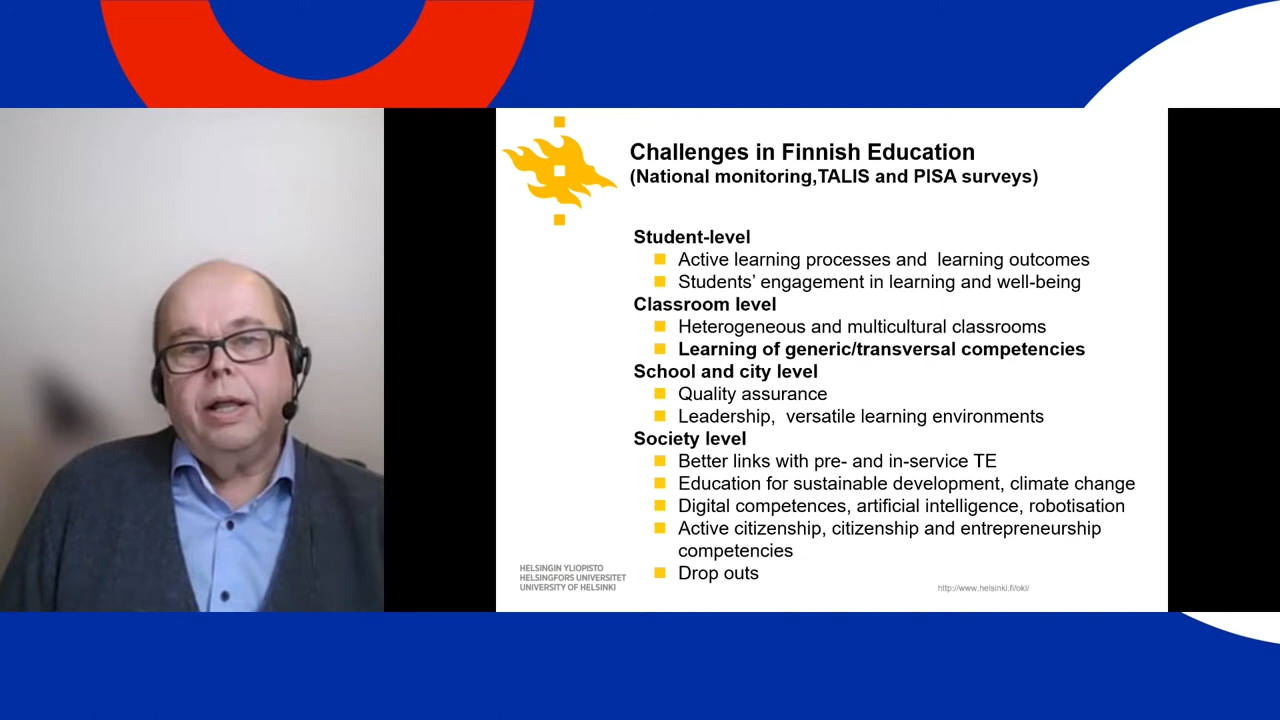 Challenges in Finnish Education
(National monitoring,TALIS and PISA surveys)
Student-level
Active learning processes and learning outcomes
Students’ engagement in learning and well-being
Classroom level
Heterogeneous and multicultural classrooms
Learning of generic/transversal competencies
School and city level
Quality assurance
Leadership, versatile learning environments
Society level
Better links with pre- and in-service TE
Education for sustainable development, climate change
Digital competences, artificial intelligence, robotisation
Active citizenship, citizenship and entrepreneurship
competencies
Drop outs
HELSINGIN YLIOPISTO
HELSINGFORS UNIVERSITET
UNIVERSITY OF HELSINKI
http://www.helsinki.fi/okl/